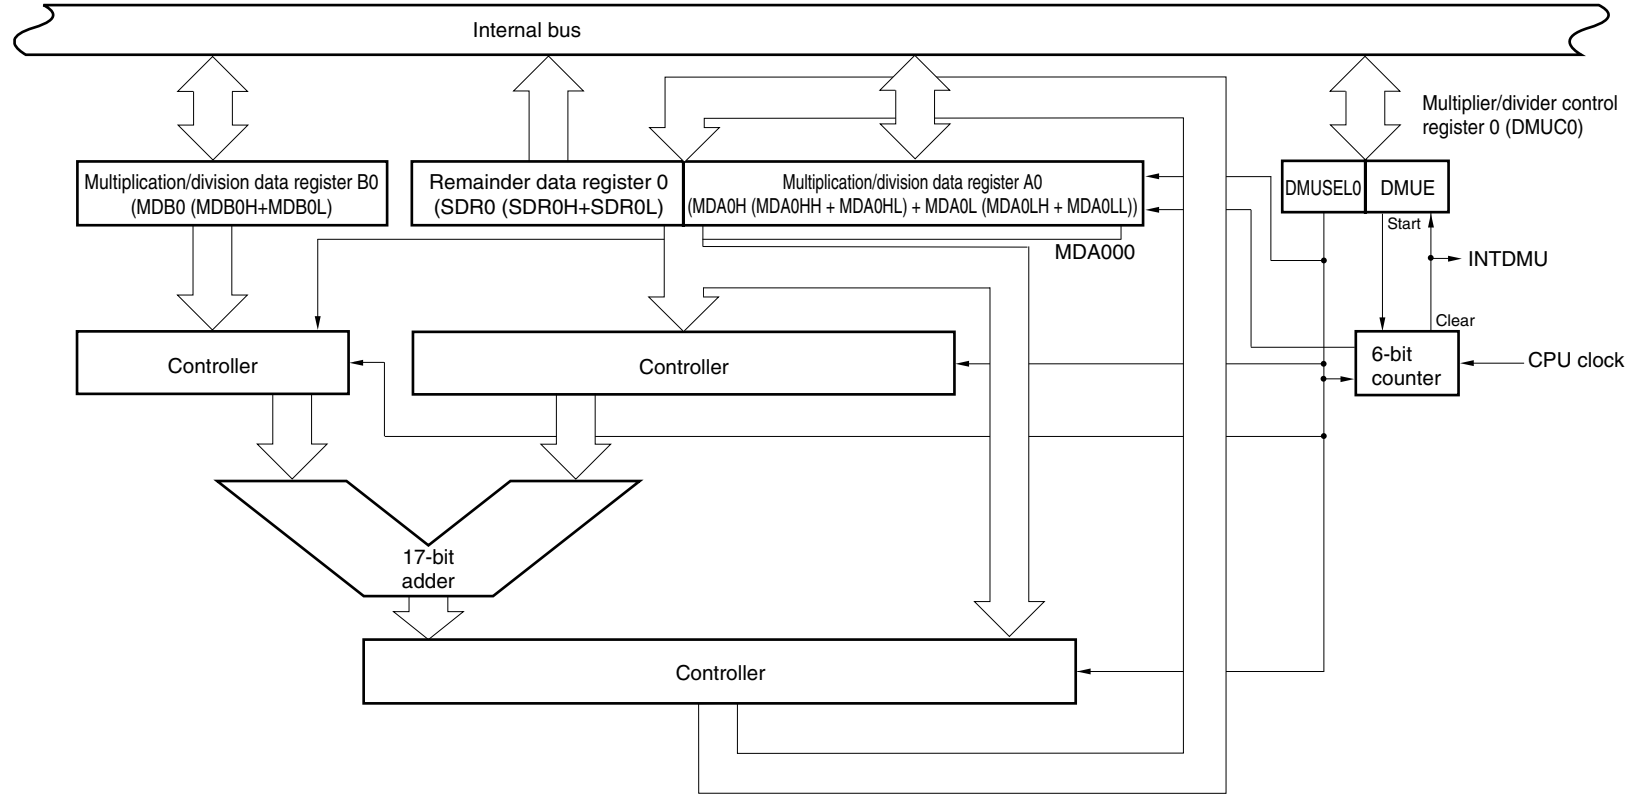 Internal bus
Multiplier/divider control
register 0 (DMUC0)
Multiplication/division data register B0
(MDB0 (MDB0H+MDB0L)
Remainder data register 0
(SDR0 (SDR0H+SDR0L)
Multiplication/division data register A0
(MDA0H (MDA0HH + MDA0HL) + MDA0L (MDA0LH + MDA0LL))
DMUSEL0
DMUE
Start
MDA000
INTDMU
Clear
Controller
Controller
6-bit
counter
CPU clock
17-bit
adder
Controller